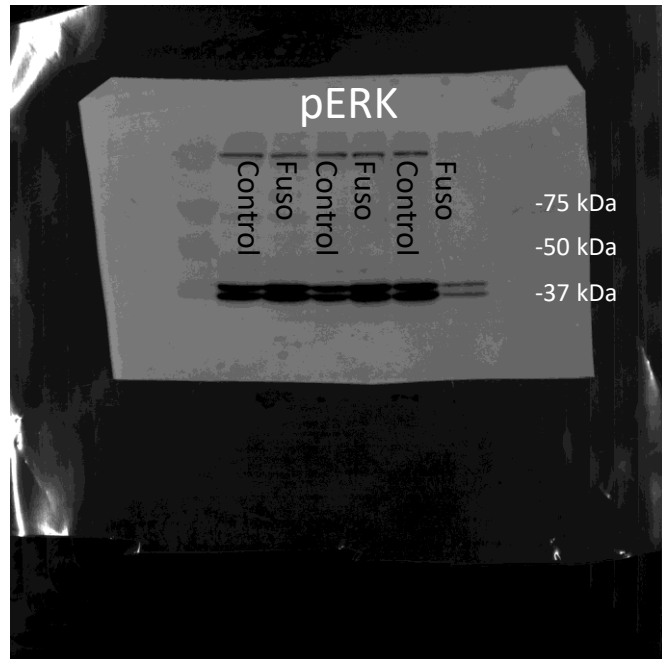 pERK
Control
Fuso
Control
Fuso
Control
Fuso
-75 kDa
-50 kDa
-37 kDa